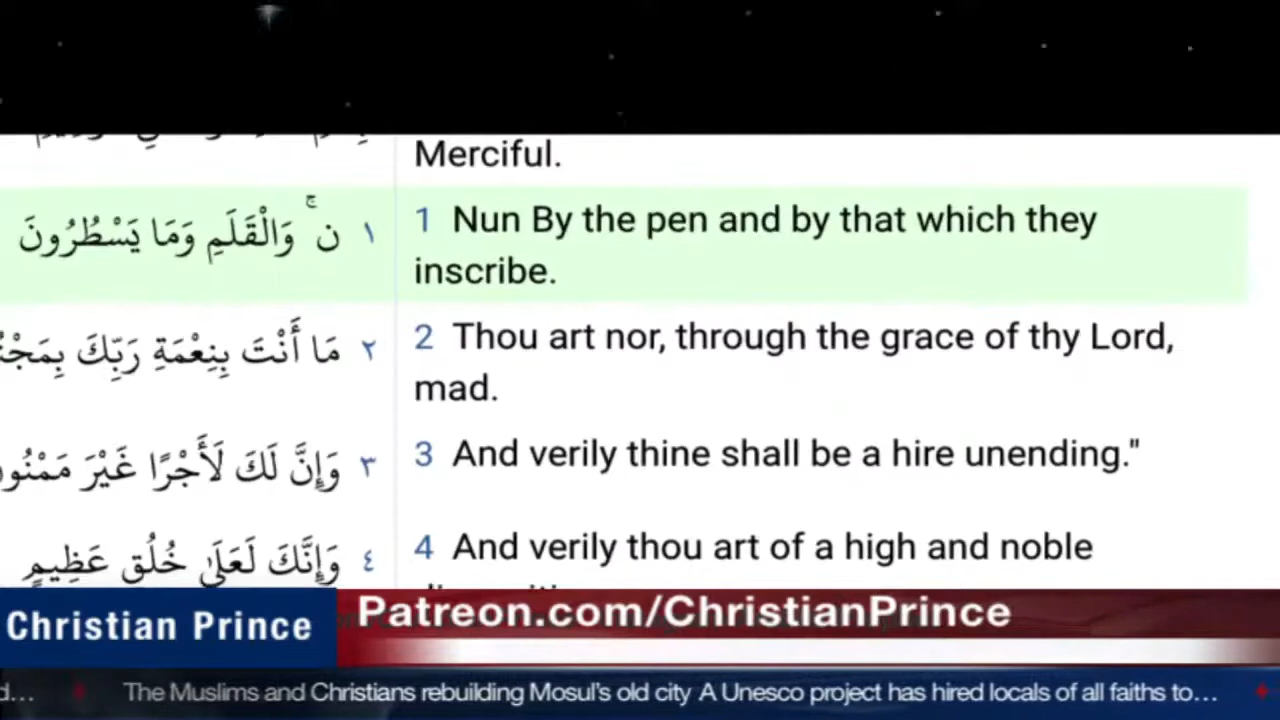 Merciful.
ن ۚ وَالْقَلَمِ وَمَا يَسْطُرُونَ ١
1 Nun By the pen and by that which they
inscribe.
مَا أَنْتَ بِنِعْمَةِ رَبِّكَ ٢
2 Thou art nor, through the grace of thy Lord,
mad.
وَإِنَّ لَكَ لَأَجْرًا غَيْرَ ٣
3 And verily thine shall be a hire unending."
وَإِنَّكَ لَعَلَىٰ خُلُقٍ عَظِيمٍ ٤
4 And verily thou art of a high and noble
Christian Prince
Patreon.com/ChristianPrince
d... The Muslims and Christians rebuilding Mosul's old city A Unesco project has hired locals of all faiths to...